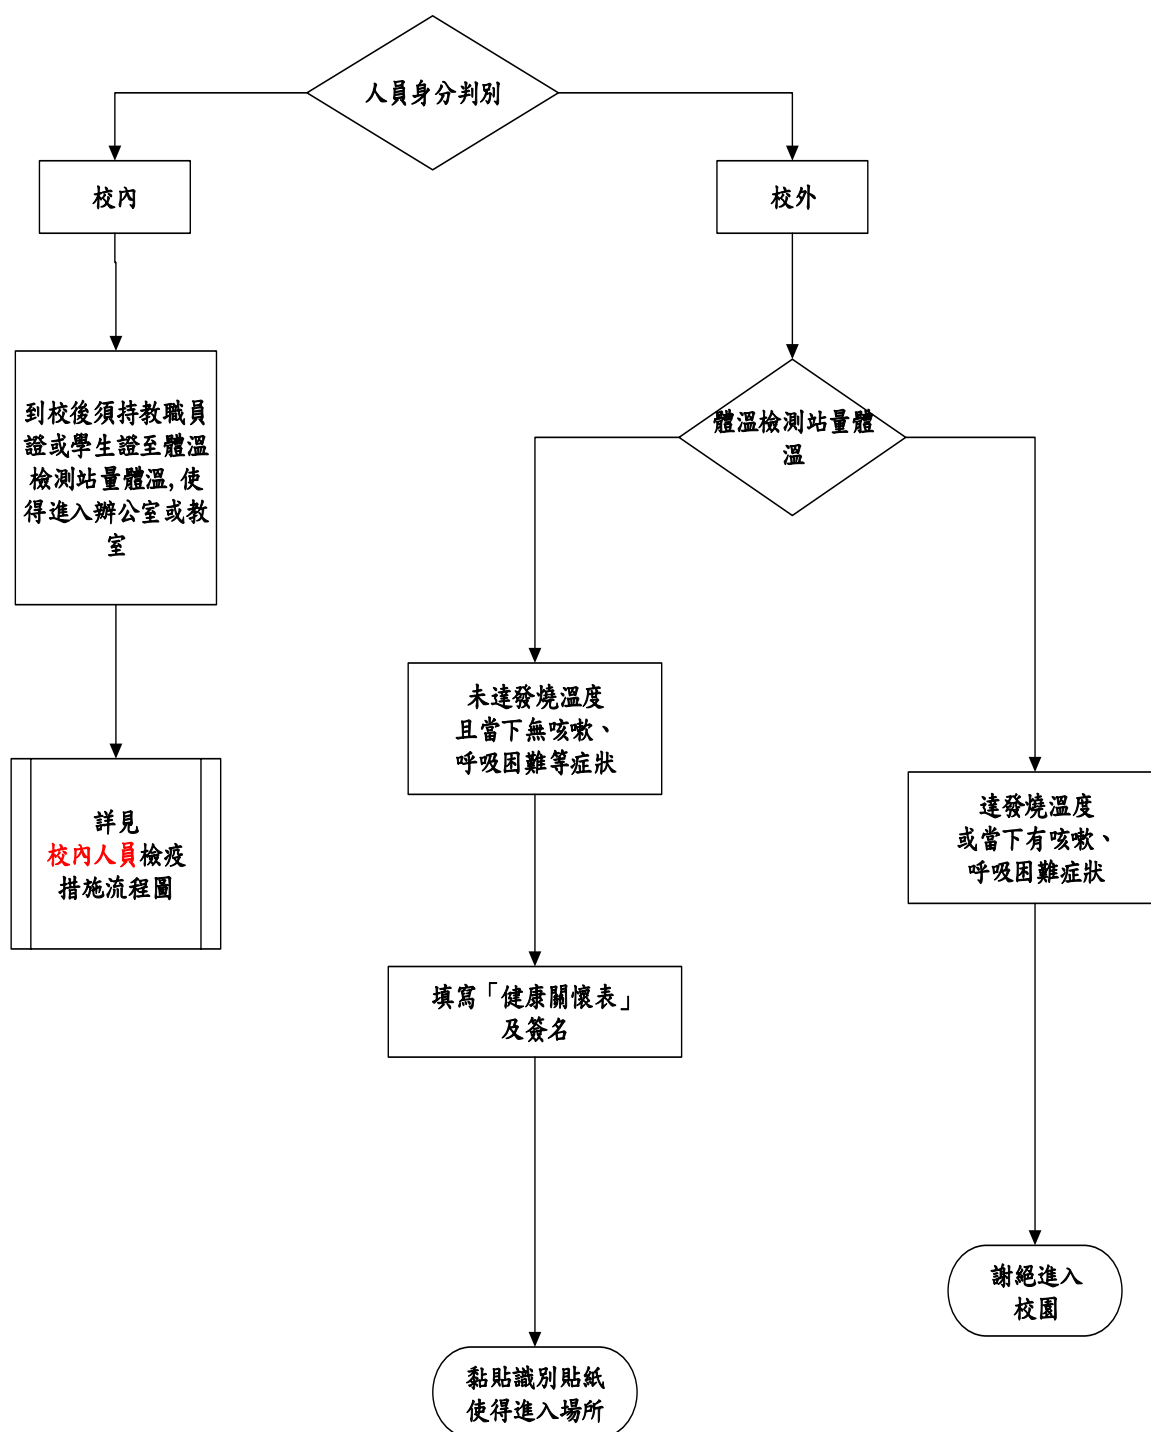 人員身分判別
校內
校外
到校後須持教職員
證或學生證至體溫
檢測站量體溫,使
得進入辦公室或教
室
體溫檢測站量體
溫
未達發燒溫度
且當下無咳嗽、
呼吸困難等症狀
達發燒溫度
或當下有咳嗽、
呼吸困難症狀
詳見
校內人員檢疫
措施流程圖
填寫「健康關懷表」
及簽名
謝絕進入
校園
黏貼識別貼紙
使得進入場所